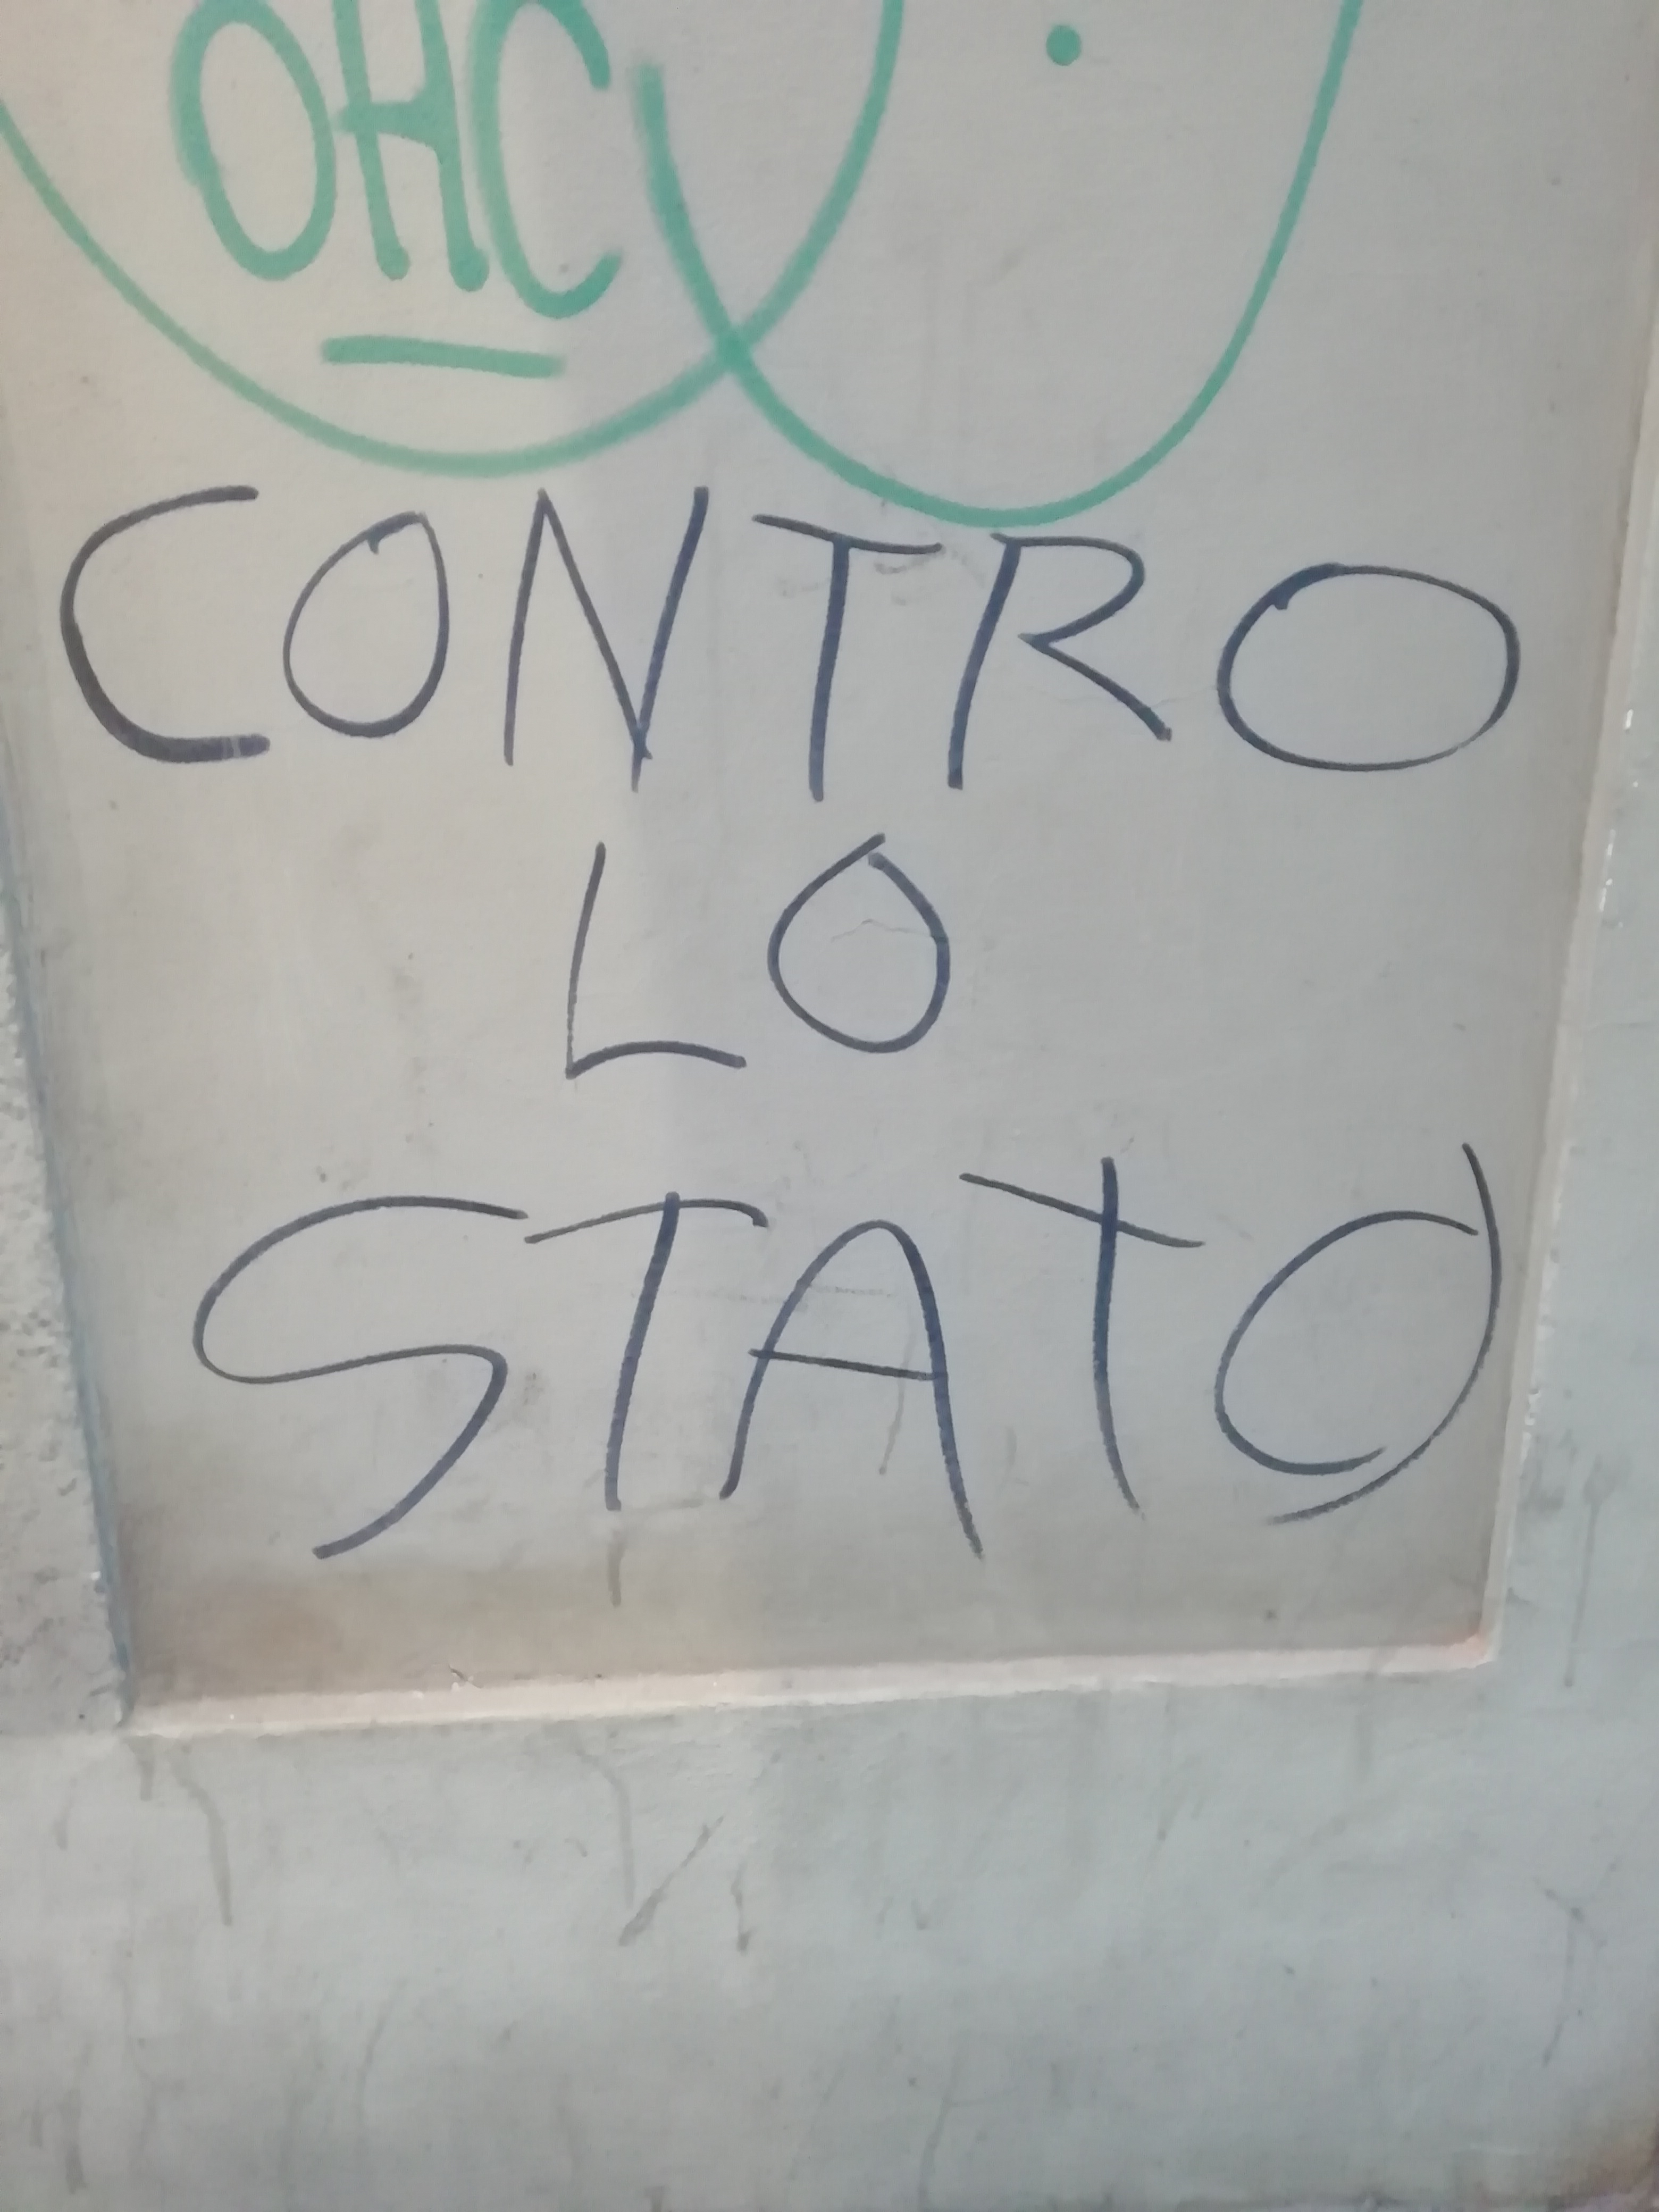 OHC
CONTRO
LO
STATO